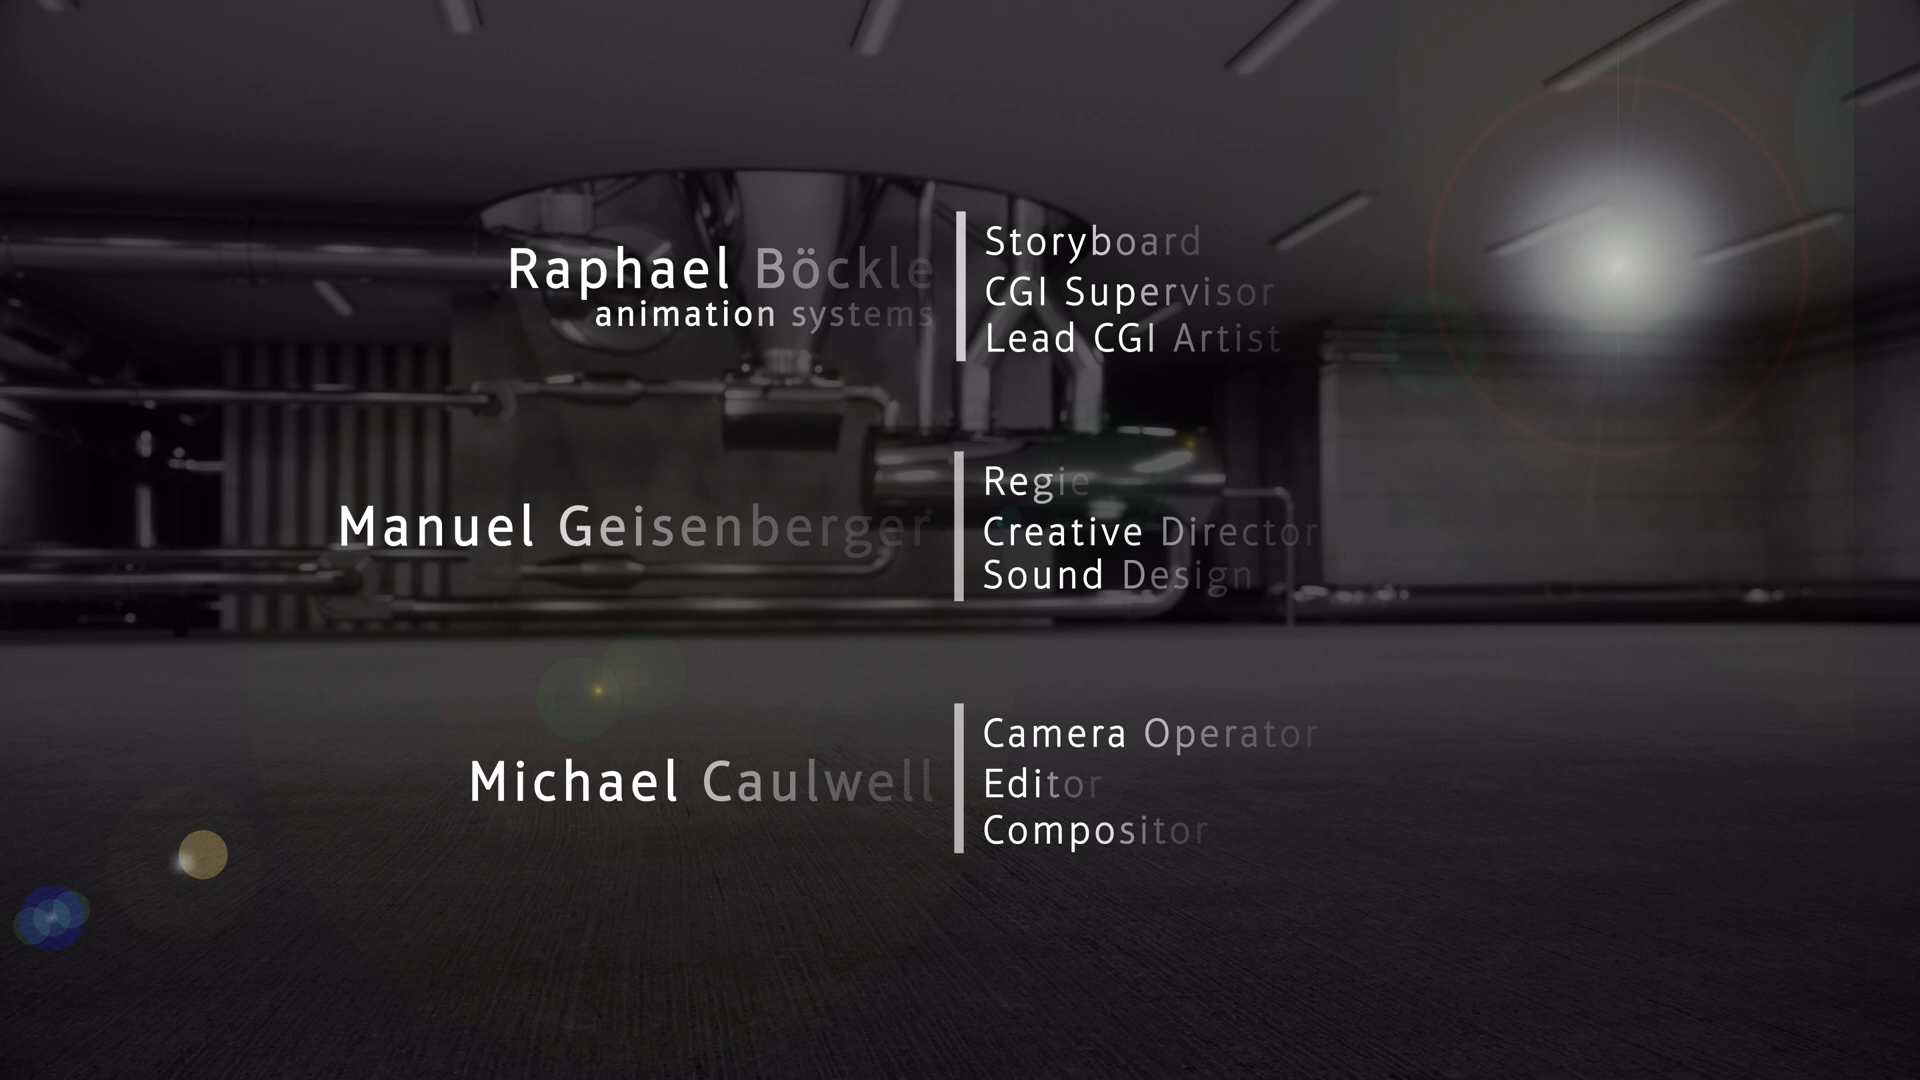 Raphael Böckle
animation systems
Storyboard
CGI Supervisor
Lead CGI Artist
Manuel Geisenberger
Regie
Creative Director
Sound Design
Michael Caulwell
Camera Operator
Editor
Compositor